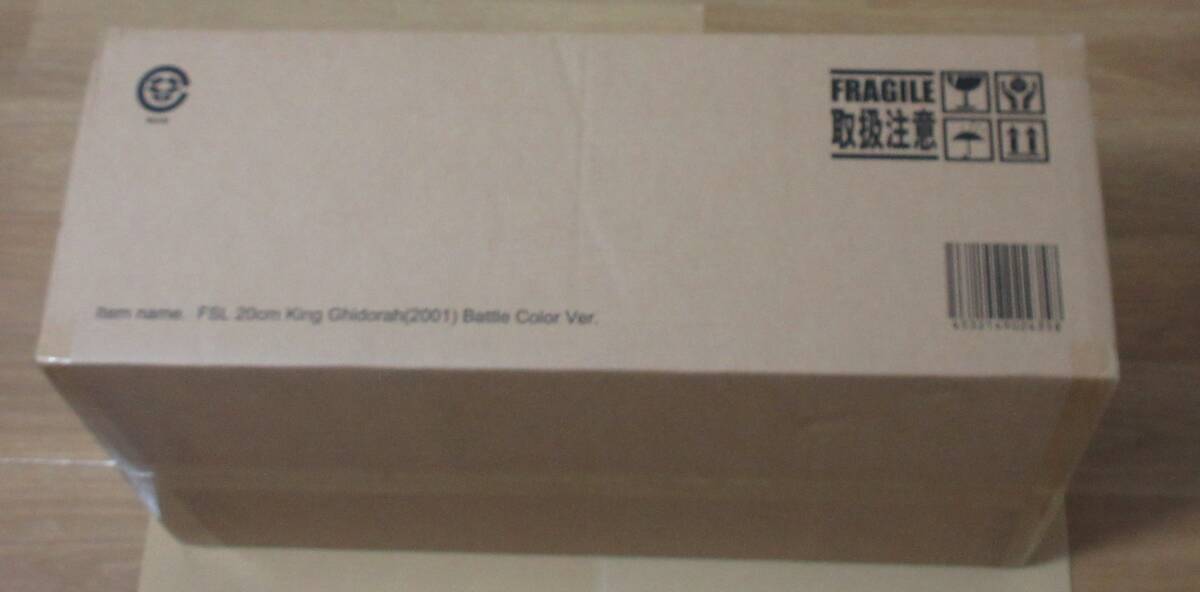 FRAGILE
取扱注意
Item name. FSL 20cm King Ghidorah(2001) Battle Color Ver.